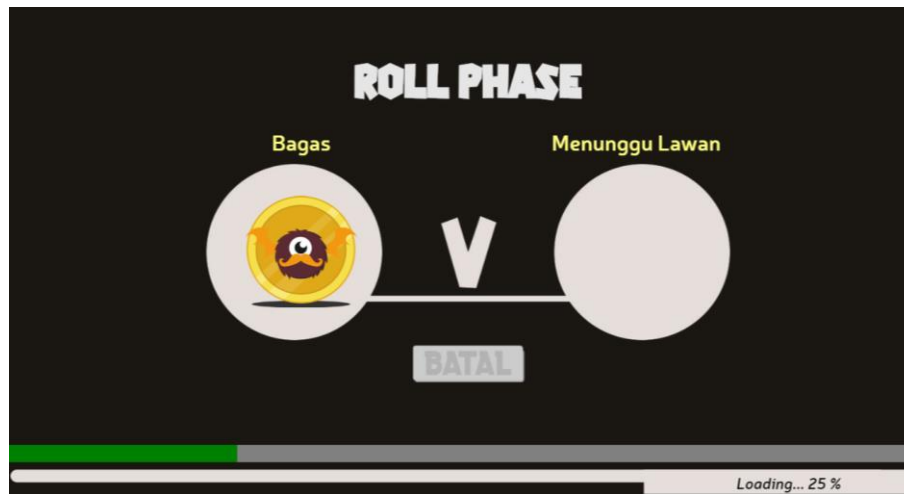 ROLL PHASE
Bagas
Menunggu Lawan
V
BATAL
Loading... 25 %